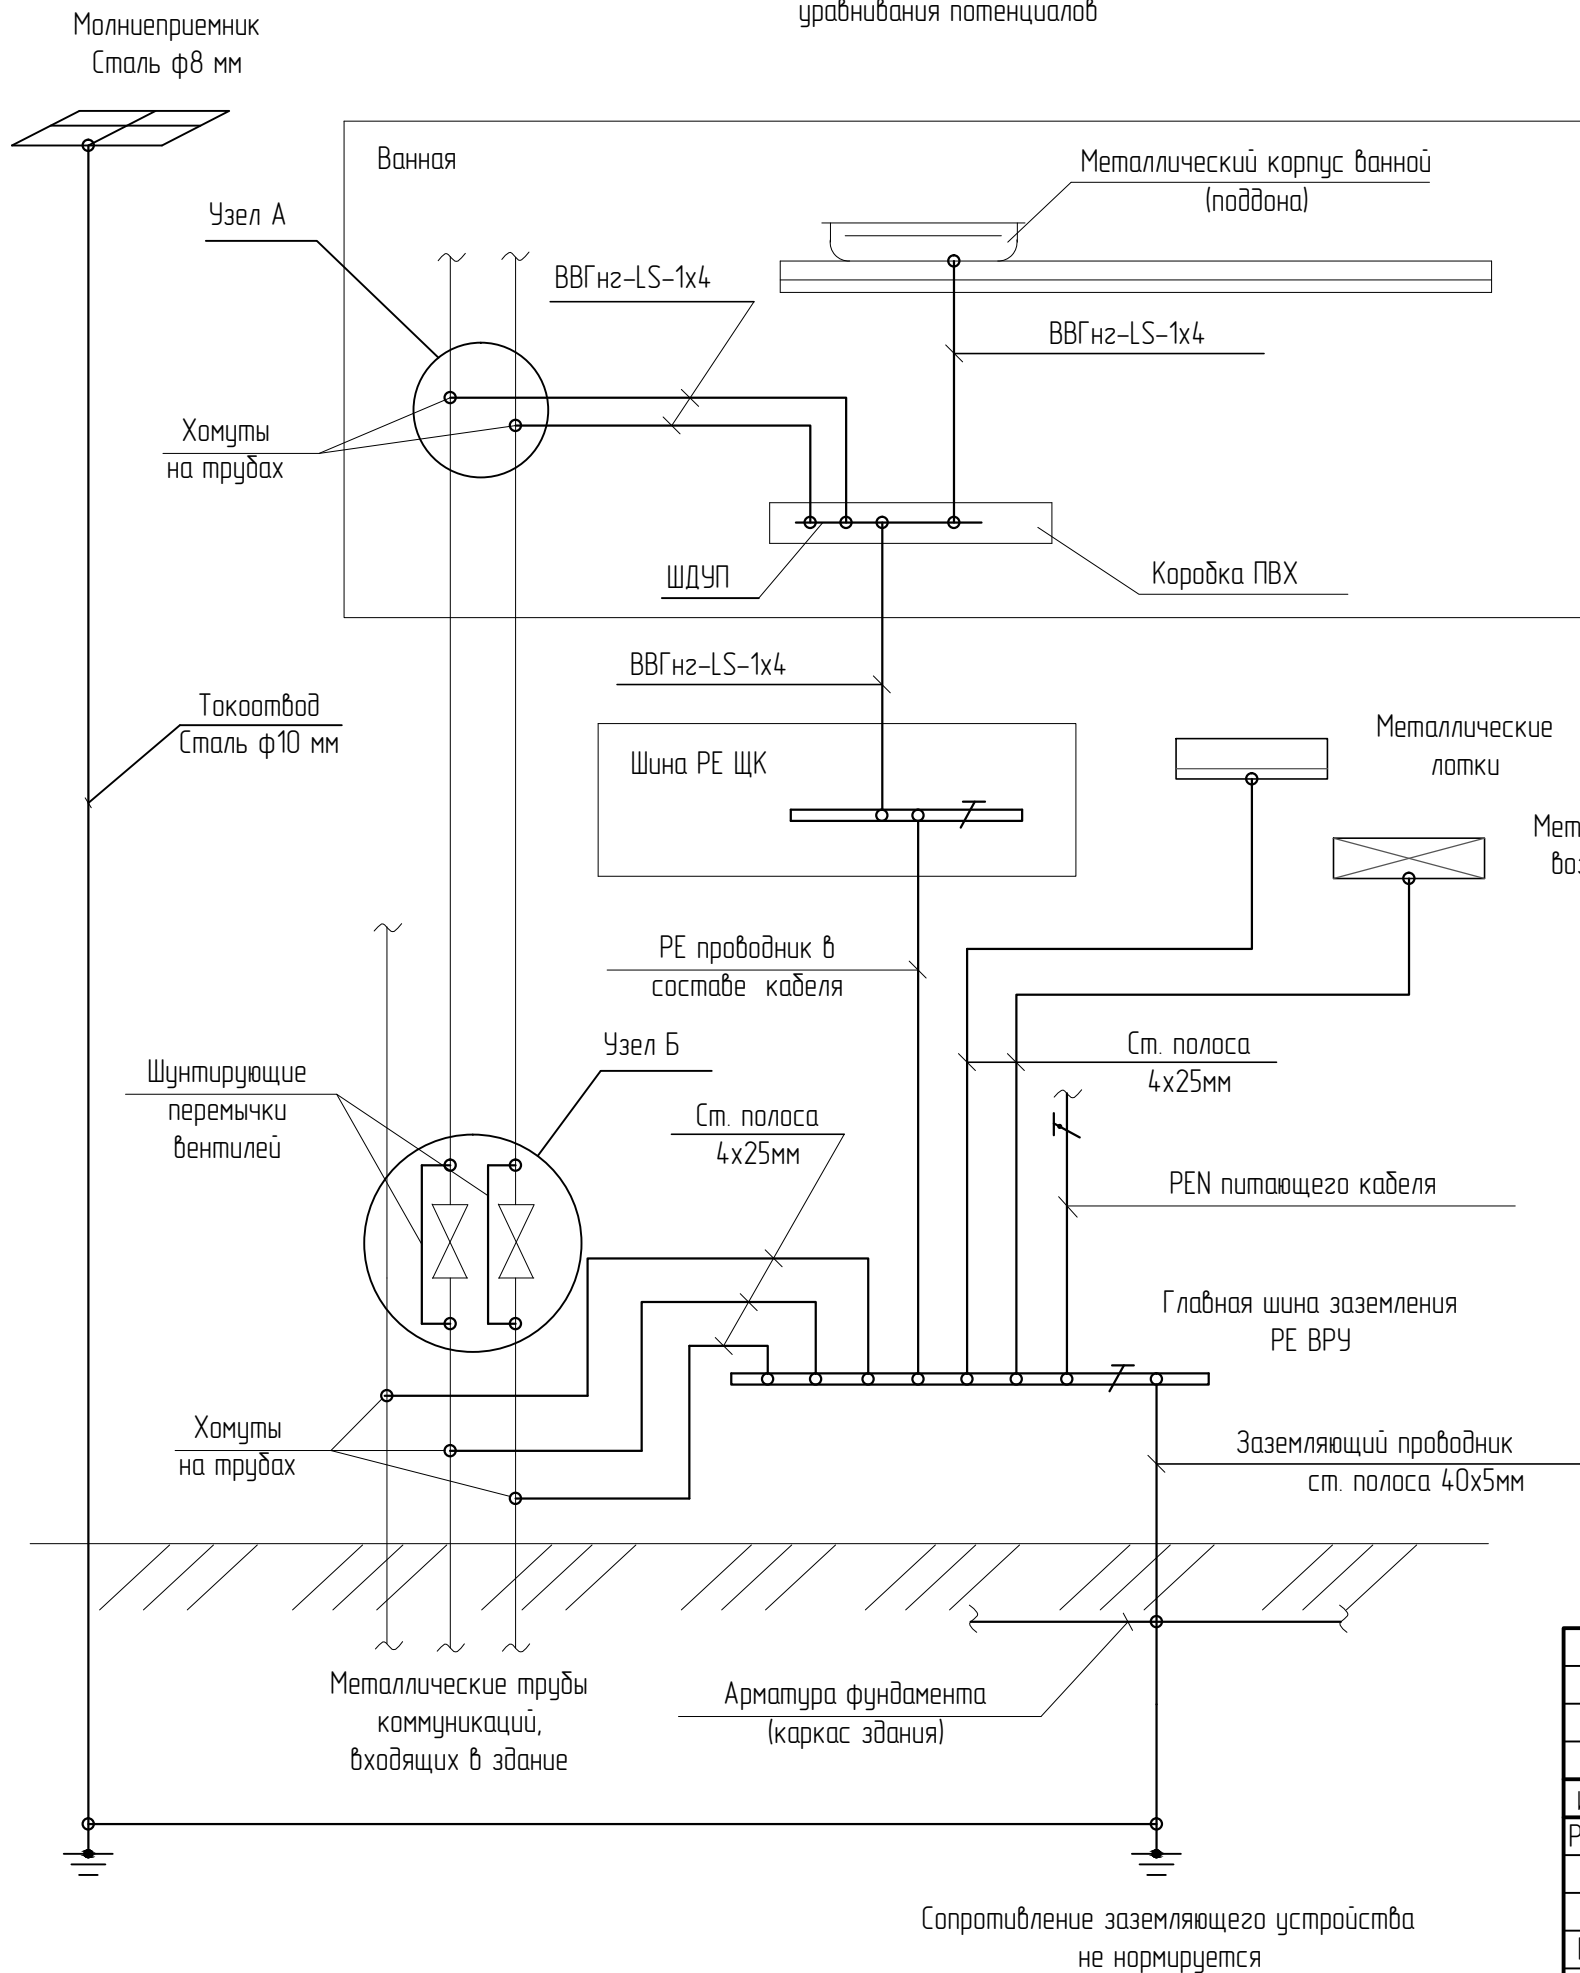 уравнивания потенциалов
Молниеприемник
Сталь ф8 мм
Ванная
Металлический корпус ванной
(поддона)
Узел А
ВВГнг-LS-1х4
ВВГнг-LS-1х4
Хомуты
на трубах
ШДУП
Коробка ПВХ
ВВГнг-LS-1х4
Токоотвод
Сталь ф10 мм
Шина РЕ ЩК
Металлические
лотки
РЕ проводник в
составе кабеля
Узел Б
Ст. полоса
4х25мм
Шунтирующие
перемычки
вентилей
Ст. полоса
4х25мм
PEN питающего кабеля
Главная шина заземления
РЕ ВРУ
Хомуты
на трубах
Заземляющий проводник
ст. полоса 40х5мм
Металлические трубы
коммуникаций,
входящих в здание
Арматура фундамента
(каркас здания)
Сопротивление заземляющего устройства
не нормируется